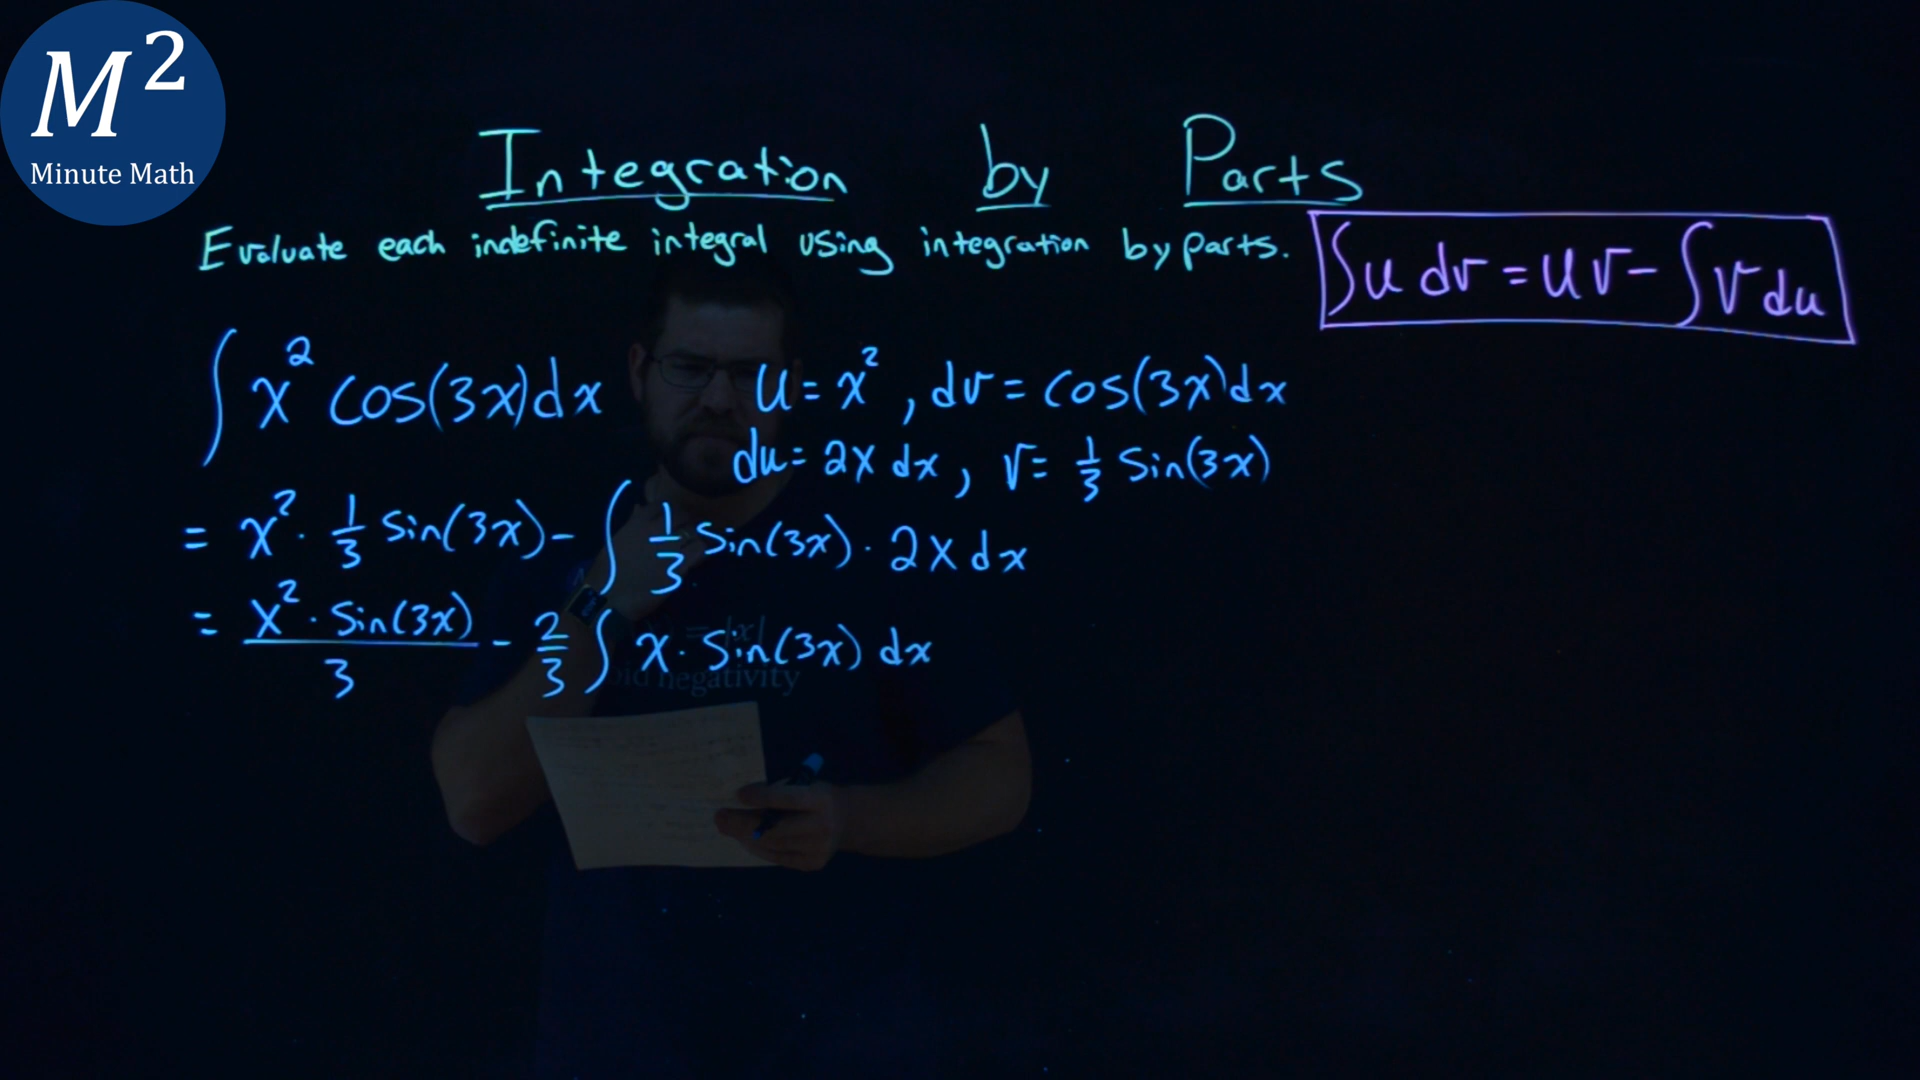 M²
Minute Math
Integration by Parts
Evaluate each indefinite integral using integration by parts.
∫u dv = uv - ∫v du
∫ x² cos(3x)dx
u = x², dv = cos(3x)dx
du = 2x dx, v = 1/3 sin(3x)
= x² · 1/3 sin(3x) - ∫ 1/3 sin(3x) · 2x dx
= x² · sin(3x)/3 - 2/3 ∫ x · sin(3x) dx
= |x|
negativity